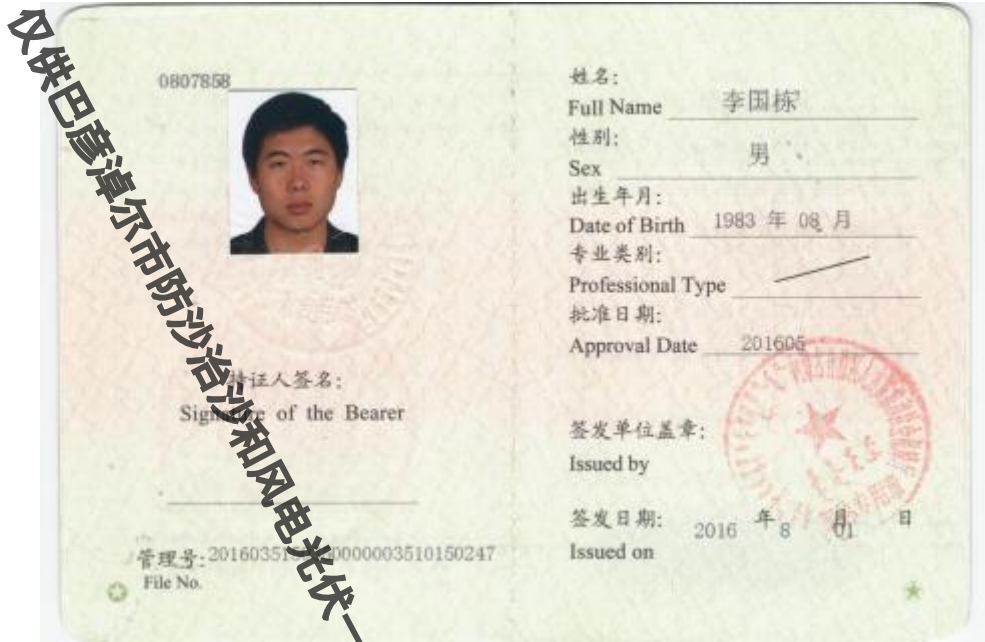 仅供巴彦淖尔市防沙治沙和风电光伏一
0807858
持证人签名:
Signature of the Bearer
管理号:
File No.
姓名:
Full Name 李国栋
性别:
Sex 男
出生年月:
Date of Birth 1983 年 08 月
专业类别:
Professional Type
批准日期:
Approval Date 201605
签发单位盖章:
Issued by
签发日期: 2016 年 8 月 01 日
Issued on